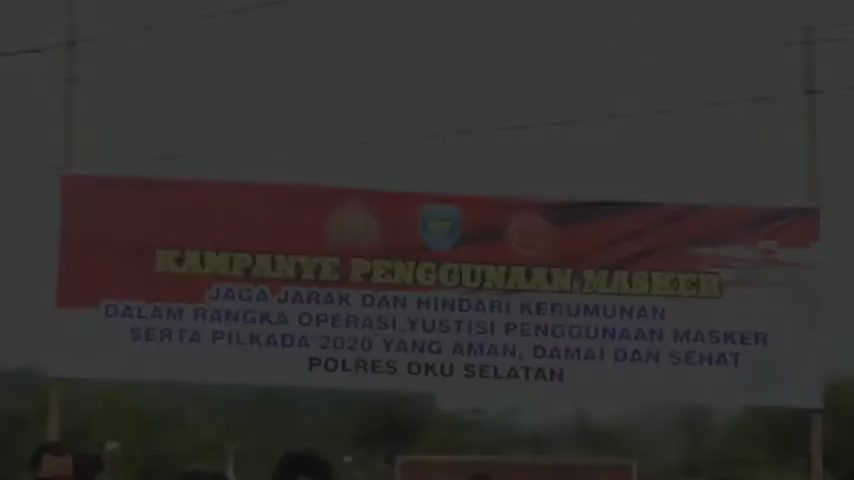 KAMPANYE PENGGUNAAN MASKER
JAGA JARAK DAN HINDARI KERUMUNAN
DALAM RANGKA OPERASI YUSTISI PENGGUNAAN MASKER
SERTA PILKADA 2020 YANG AMAN, DAMAI DAN SEHAT
POLRES OKU SELATAN